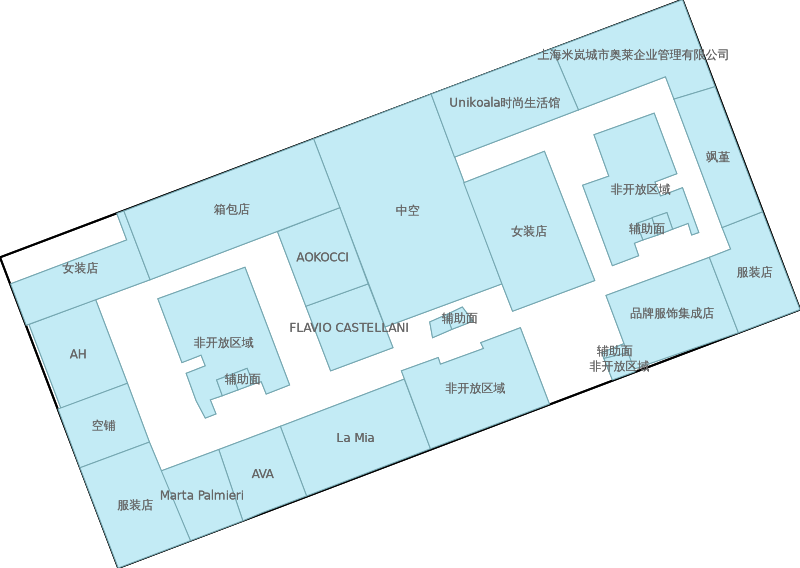 上海米岚城市奥莱企业管理有限公司
Unikoala时尚生活馆
飒堇
非开放区域
箱包店
中空
女装店
辅助面
AOKOCCI
女装店
服装店
品牌服饰集成店
辅助面
FLAVIO CASTELLANI
非开放区域
AH
辅助面
非开放区域
辅助面
非开放区域
空铺
La Mia
AVA
Marta Palmieri
服装店